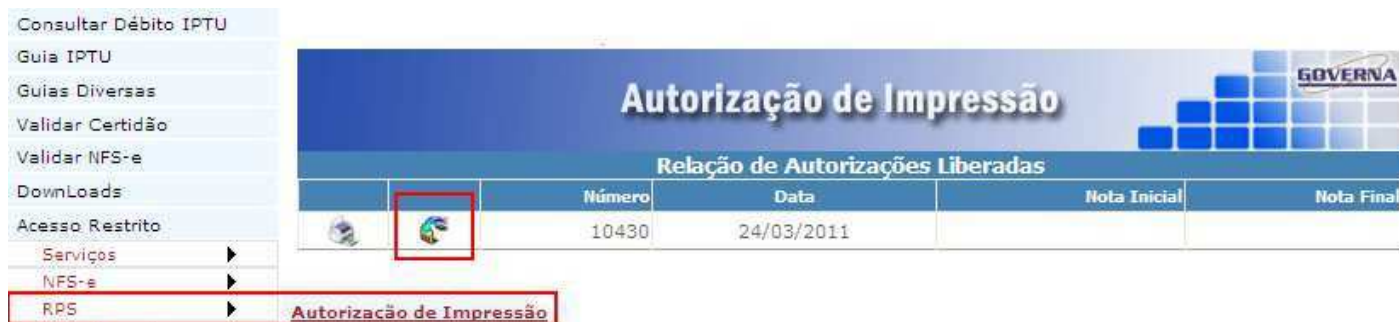 Consultar Débito IPTU
Guia IPTU
Guias Diversas
Validar Certidão
Validar NFS-e
DownLoads
Acesso Restrito
Serviços
NFS-e
RPS
Autorização de Impressão
Autorização de Impressão
GOVERNA
Relação de Autorizações Liberadas
Número Data Nota Inicial Nota Final
10430 24/03/2011